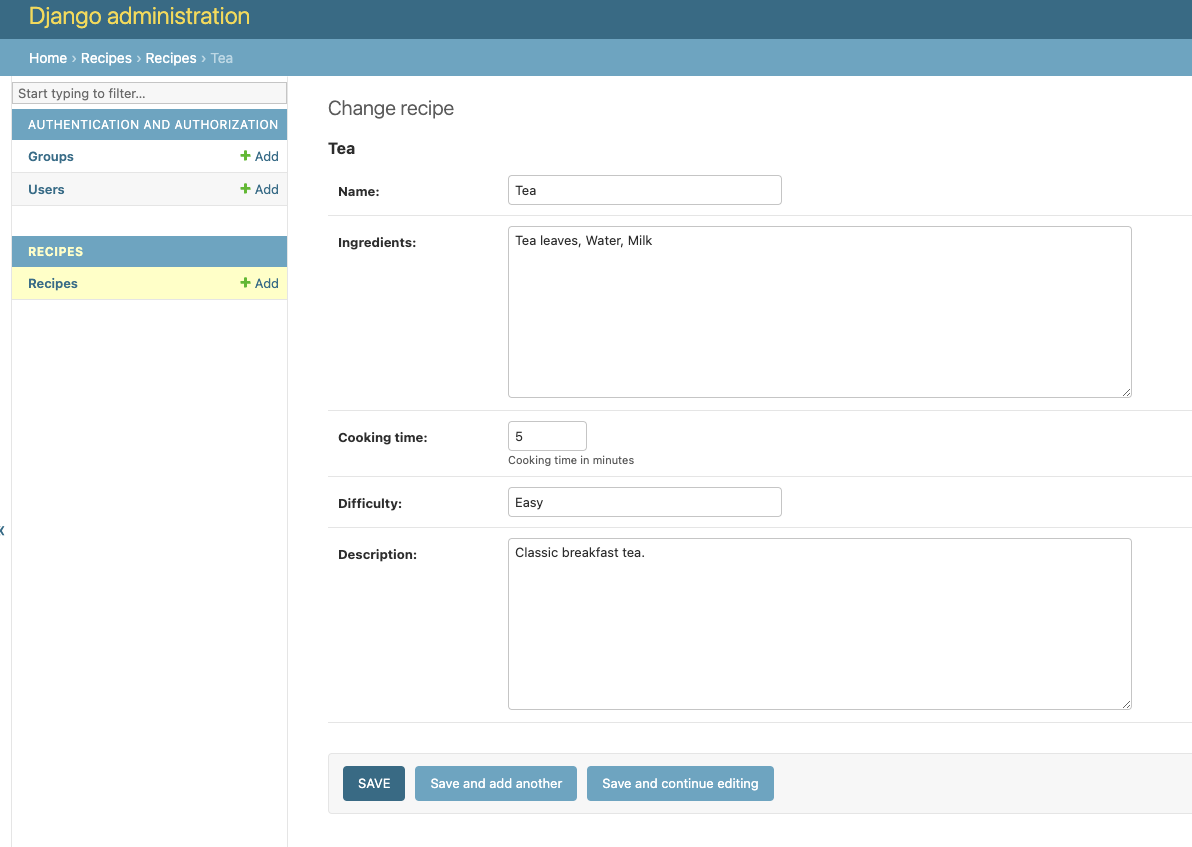 Django administration
Home › Recipes › Recipes › Tea
Start typing to filter...
AUTHENTICATION AND AUTHORIZATION
Groups + Add
Users + Add
RECIPES
Recipes + Add
Change recipe
Tea
Name: Tea
Ingredients: Tea leaves, Water, Milk
Cooking time: 5
Cooking time in minutes
Difficulty: Easy
Description: Classic breakfast tea.
SAVE Save and add another Save and continue editing